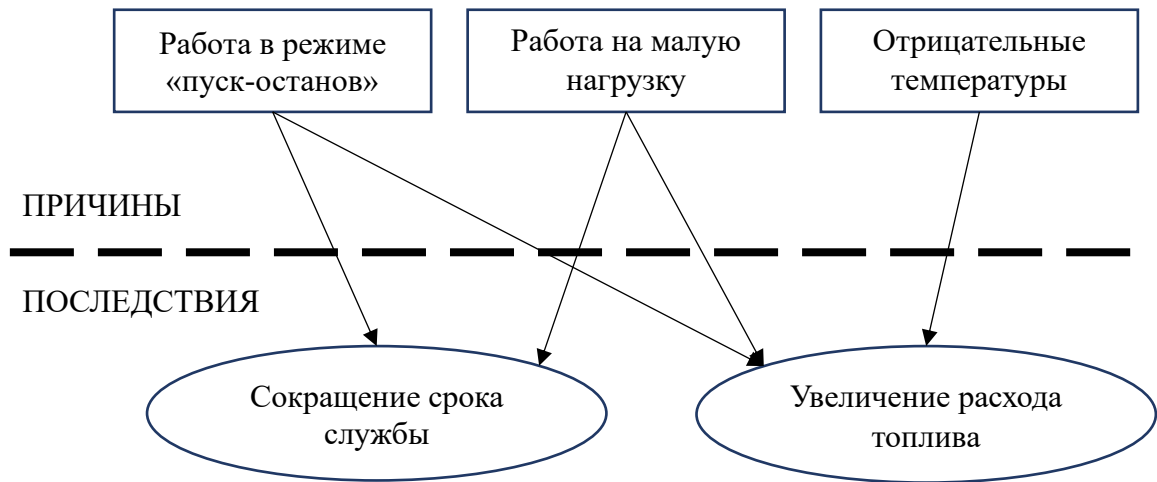 Работа в режиме
«пуск-останов»
Работа на малую
нагрузку
Отрицательные
температуры
ПРИЧИНЫ
ПОСЛЕДСТВИЯ
Сокращение срока
службы
Увеличение расхода
топлива